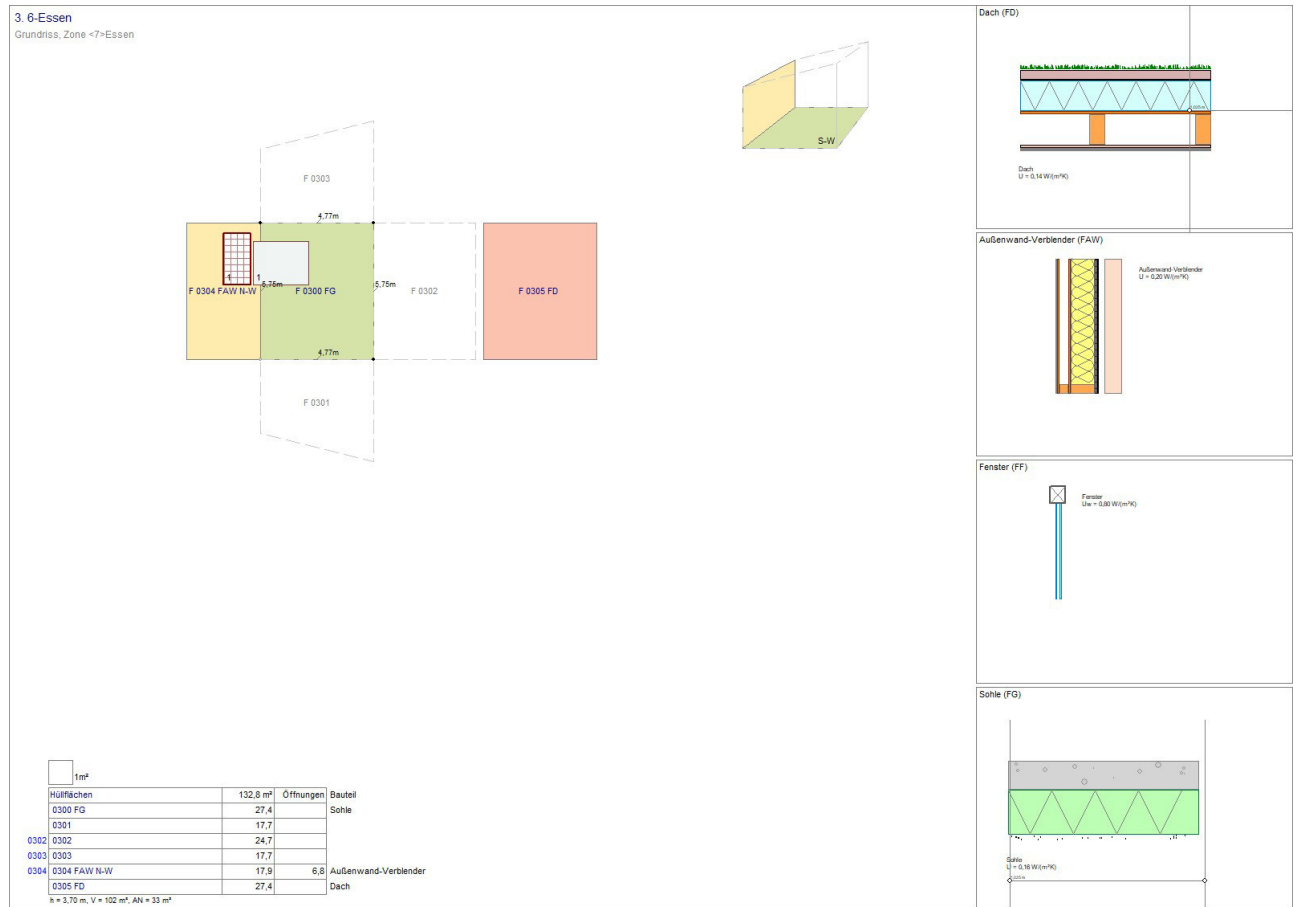 3. 6-Essen
Grundriss, Zone <7>Essen
S-W
F 0303
4,77m
1
1
5,75m
5,75m
F 0304 FAW N-W
F 0300 FG
F 0302
F 0305 FD
4,77m
F 0301
1m²
Hüllflächen 132,8 m² Öffnungen Bauteil
0300 FG 27,4 Sohle
0301 17,7
0302 0302 24,7
0303 0303 17,7
0304 0304 FAW N-W 17,9 6,8 Außenwand-Verblender
0305 FD 27,4 Dach
h = 3,70 m, V = 102 m³, AN = 33 m²
Dach (FD)
Dach
U = 0,14 W/(m²K)
Außenwand-Verblender (FAW)
Außenwand-Verblender
U = 0,20 W/(m²K)
Fenster (FF)
Fenster
Uw = 0,80 W/(m²K)
Sohle (FG)
Sohle
U = 0,16 W/(m²K)